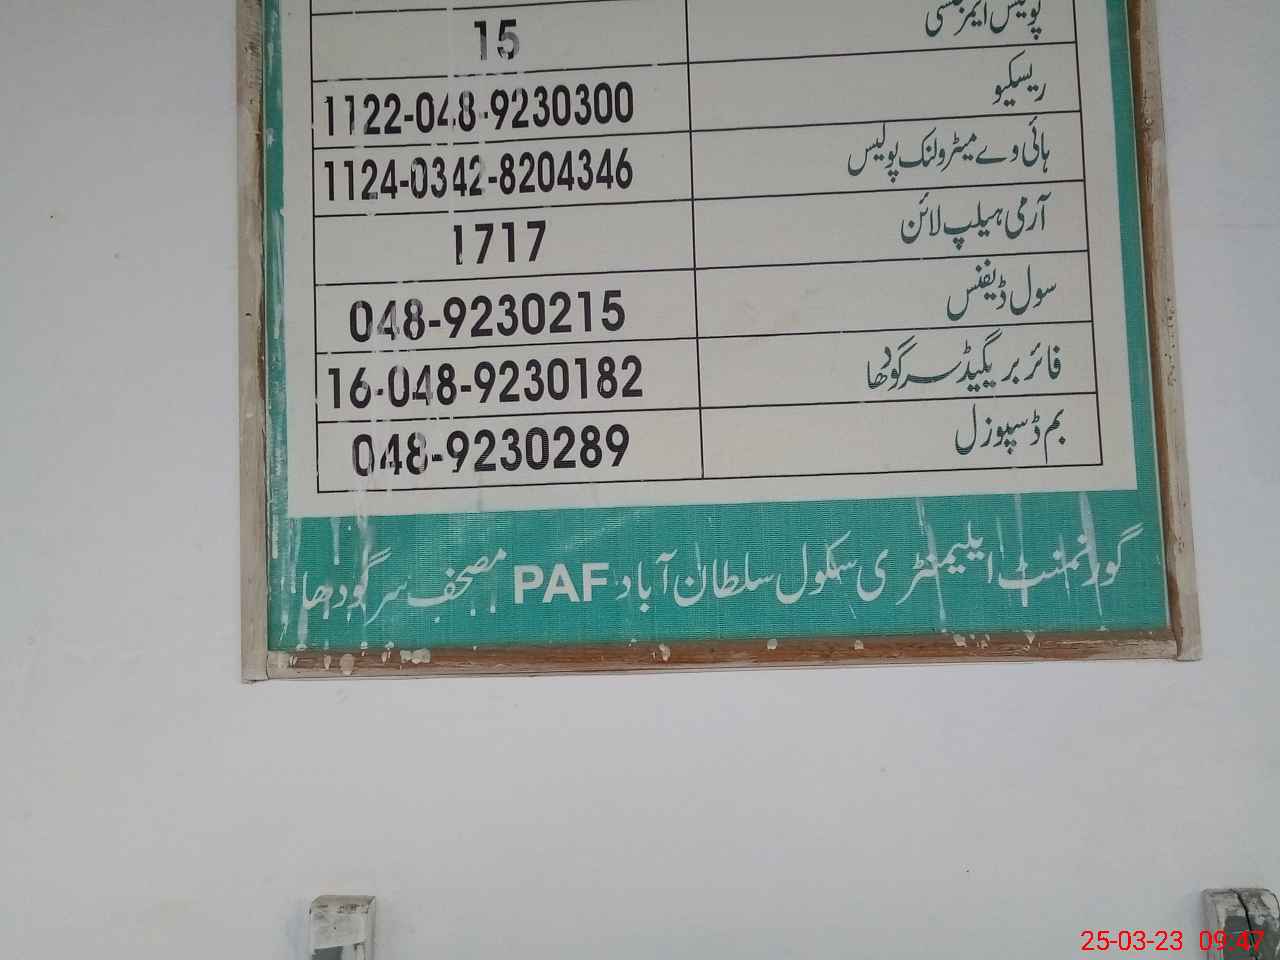 پولیس ایمرجنسی 15
ریسکیو 1122-048-9230300
ہائی وے میٹرولنک پولیس 1124-0342-8204346
آرمی ہیلپ لائن 1717
سول ڈیفنس 048-9230215
فائر بریگیڈ سرگودھا 16-048-9230182
بم ڈسپوزل 048-9230289
گورنمنٹ ایلیمنٹری سکول سلطان آباد PAF مصحف سرگودھا
25-03-23 09:47